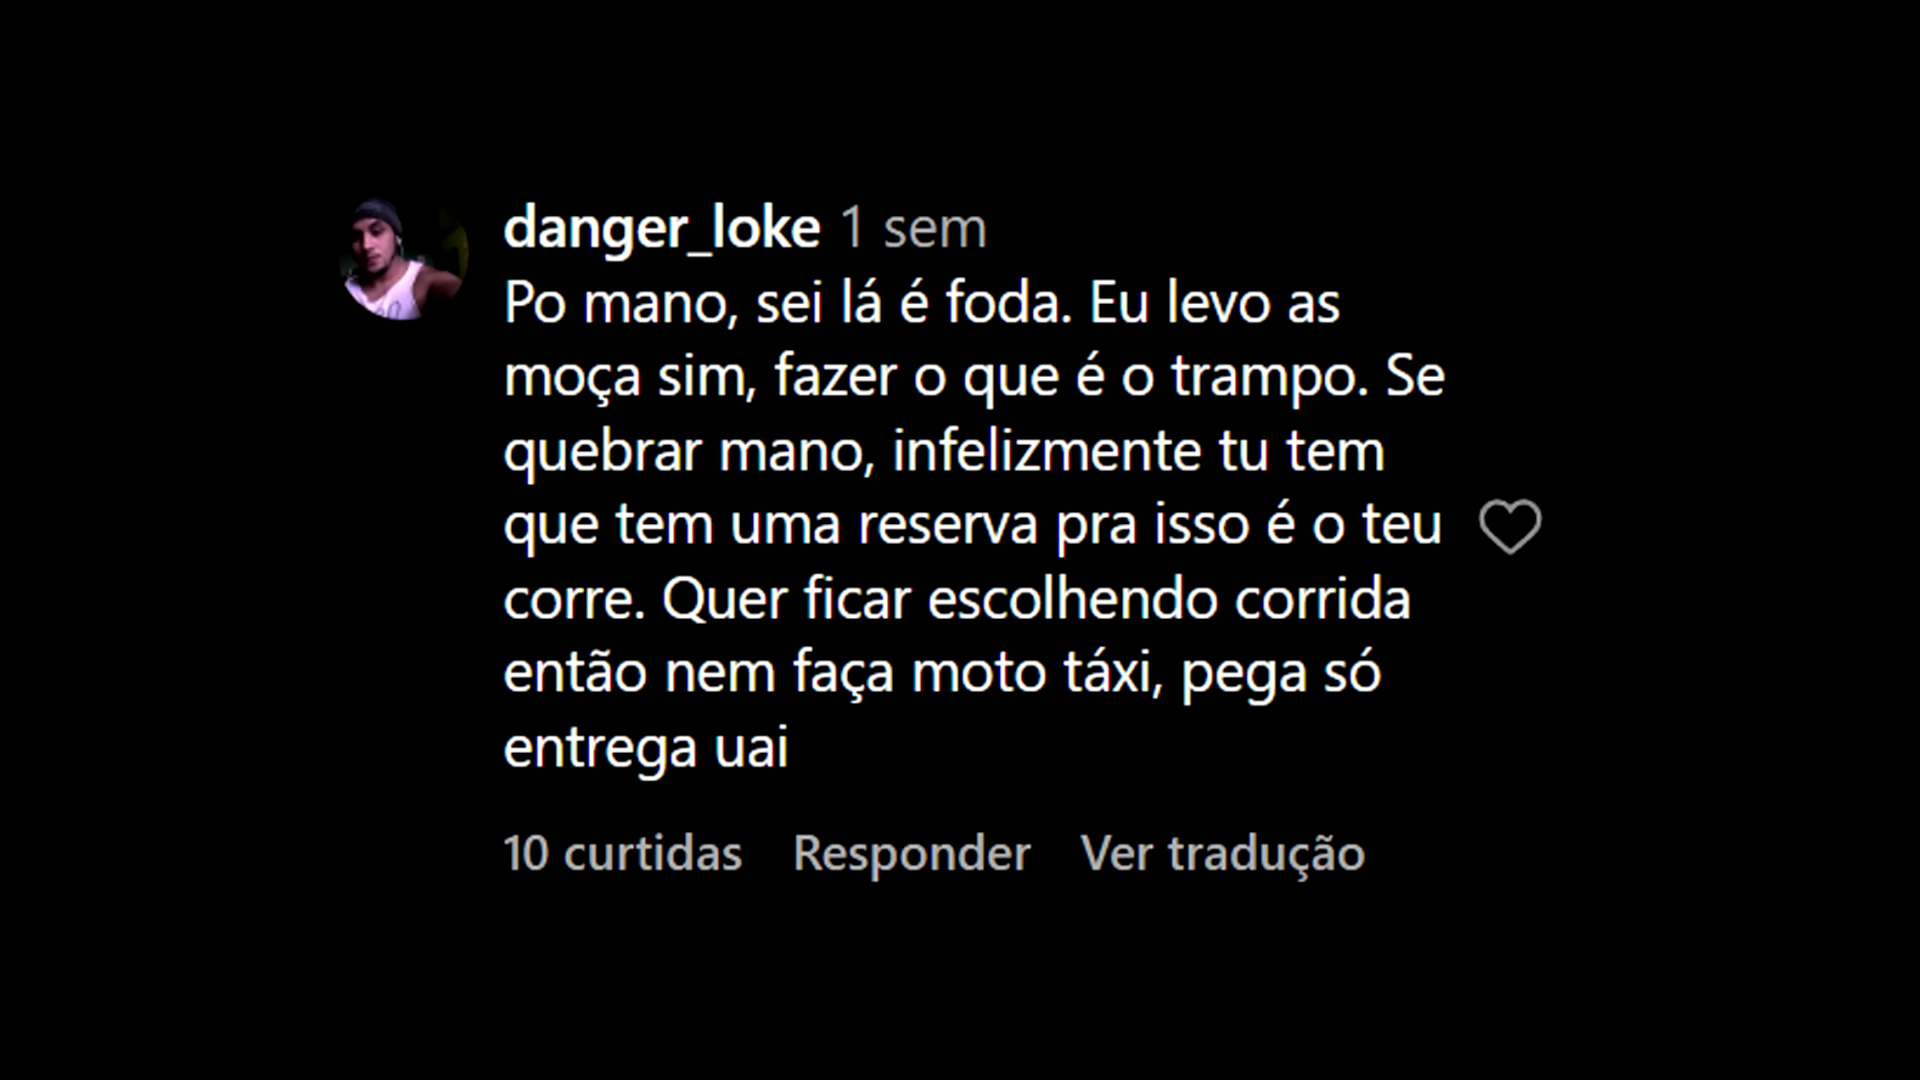 danger_loke 1 sem
Po mano, sei lá é foda. Eu levo as
moça sim, fazer o que é o trampo. Se
quebrar mano, infelizmente tu tem
que tem uma reserva pra isso é o teu
corre. Quer ficar escolhendo corrida
então nem faça moto táxi, pega só
entrega uai
10 curtidas Responder Ver tradução